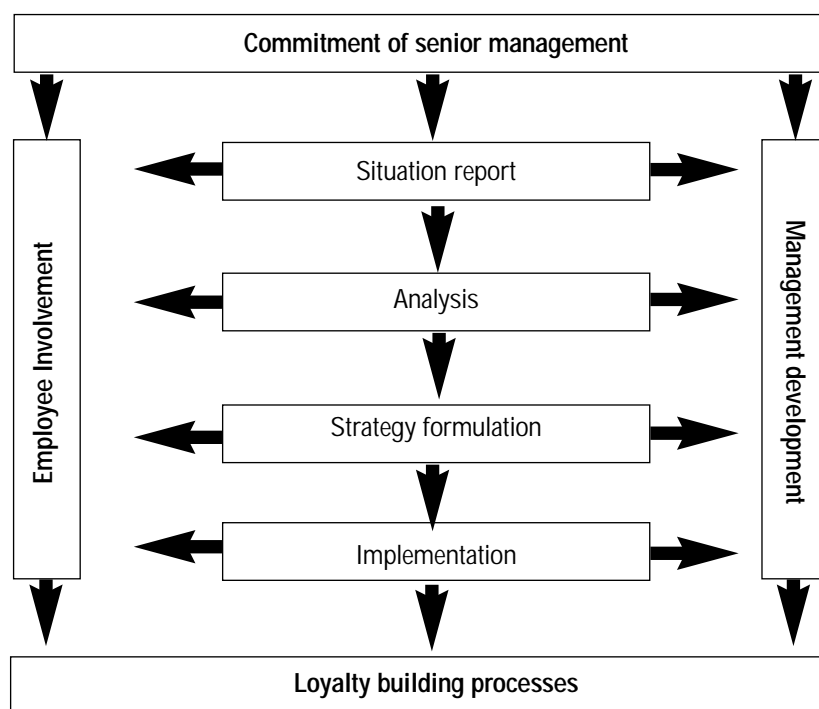 Commitment of senior management
Situation report
Analysis
Strategy formulation
Implementation
Employee Involvement
Management development
Loyalty building processes